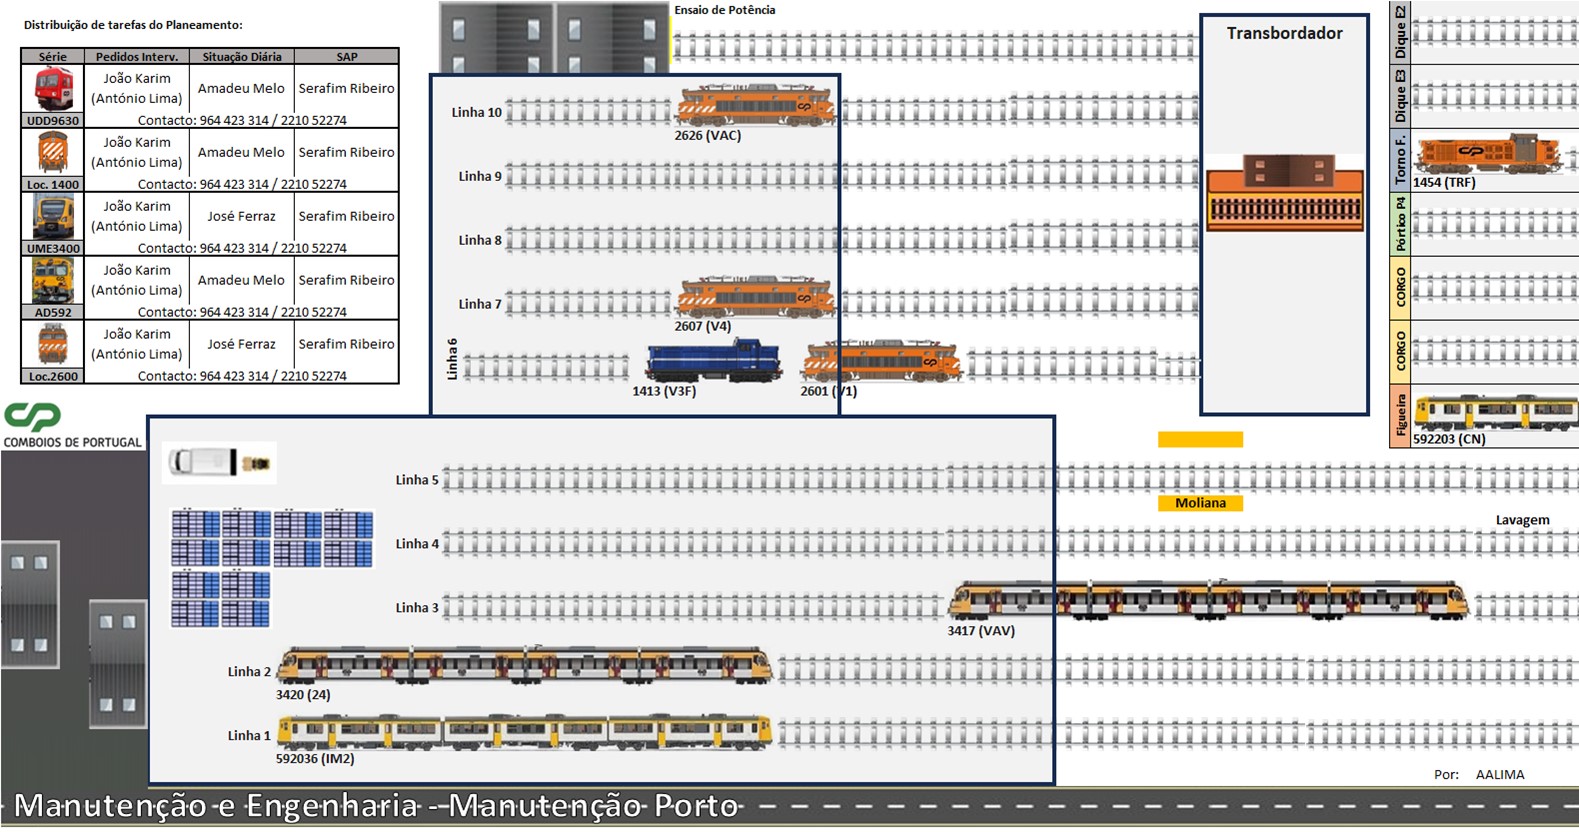 Distribuição de tarefas do Planeamento:
Série Pedidos Interv. Situação Diária SAP
João Karim
(António Lima) Amadeu Melo Serafim Ribeiro
UDD9630 Contacto: 964 423 314 / 2210 52274
João Karim
(António Lima) Amadeu Melo Serafim Ribeiro
Loc. 1400 Contacto: 964 423 314 / 2210 52274
João Karim
(António Lima) José Ferraz Serafim Ribeiro
UME3400 Contacto: 964 423 314 / 2210 52274
João Karim
(António Lima) Amadeu Melo Serafim Ribeiro
AD592 Contacto: 964 423 314 / 2210 52274
João Karim
(António Lima) José Ferraz Serafim Ribeiro
Loc.2600 Contacto: 964 423 314 / 2210 52274
CP
COMBOIOS DE PORTUGAL
Ensaio de Potência
Linha 10
2626 (VAC)
Linha 9
Linha 8
Linha 7
2607 (V4)
Linha 6
1413 (V3F)
2601 (V1)
Transbordador
Dique E2
Dique E3
Torno F.
1454 (TRF)
Pórtico P4
CORGO
CORGO
Figueira
592203 (CN)
Linha 5
Moliana
Lavagem
Linha 4
Linha 3
3417 (VAV)
Linha 2
3420 (24)
Linha 1
592036 (IM2)
Por: AALIMA
Manutenção e Engenharia - Manutenção Porto